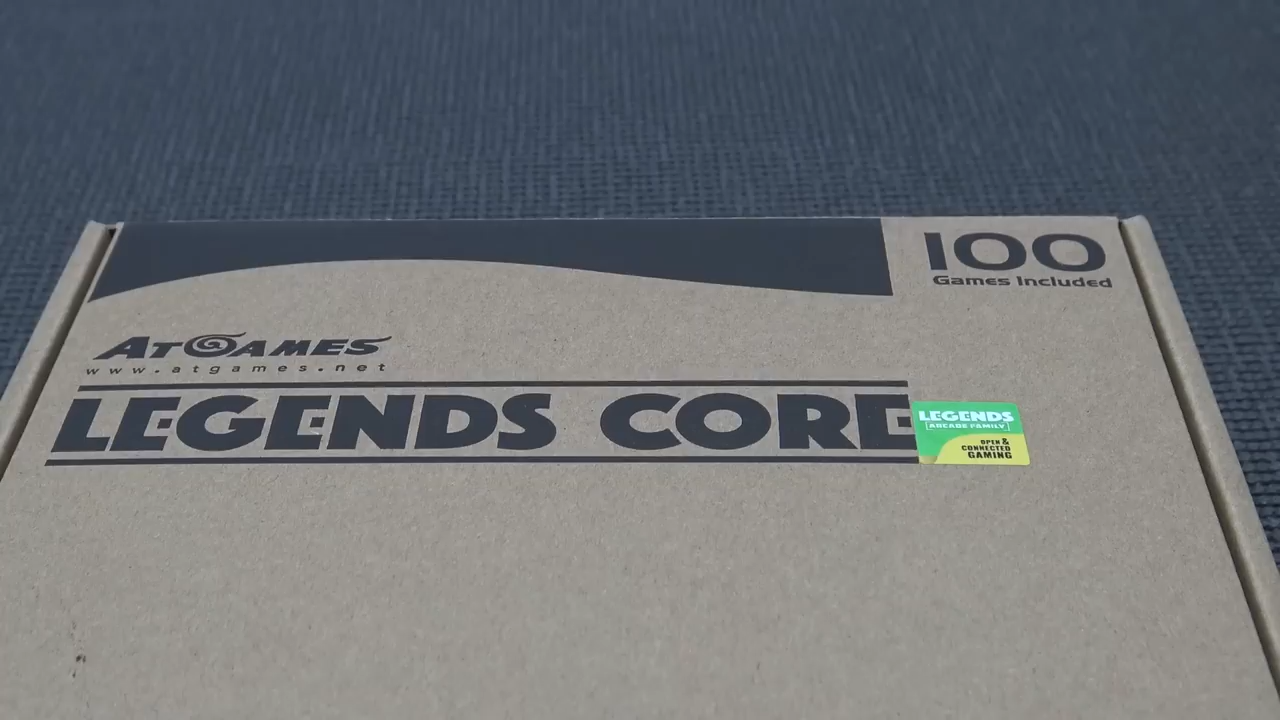 100
Games Included
ATGAMES
www.atgames.net
LEGENDS CORE
LEGENDS
[ARCADE FAMILY]
OPEN &
CONNECTED
GAMING